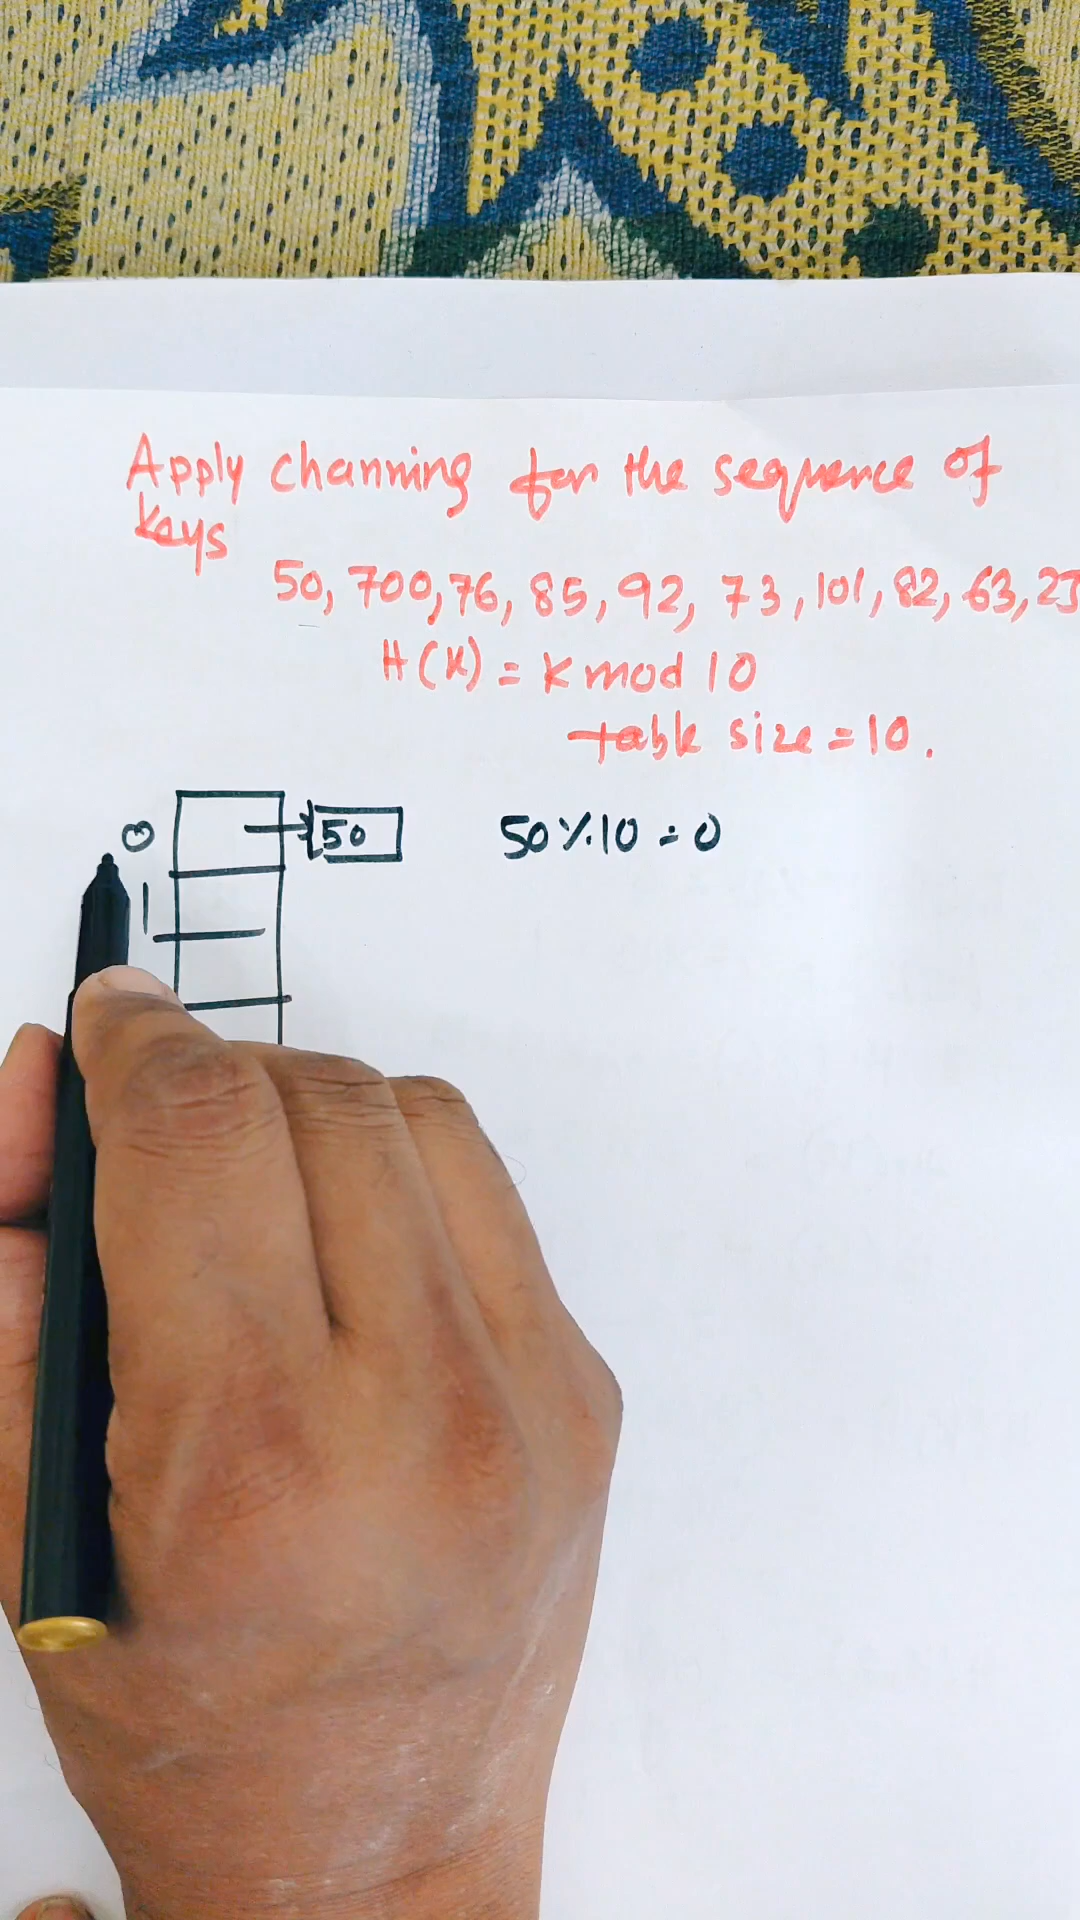 Apply channing for the sequence of
keys
50, 700, 76, 85, 92, 73, 101, 82, 63, 23
H(K) = K mod 10
table size = 10.
0 50 50%10 = 0
1